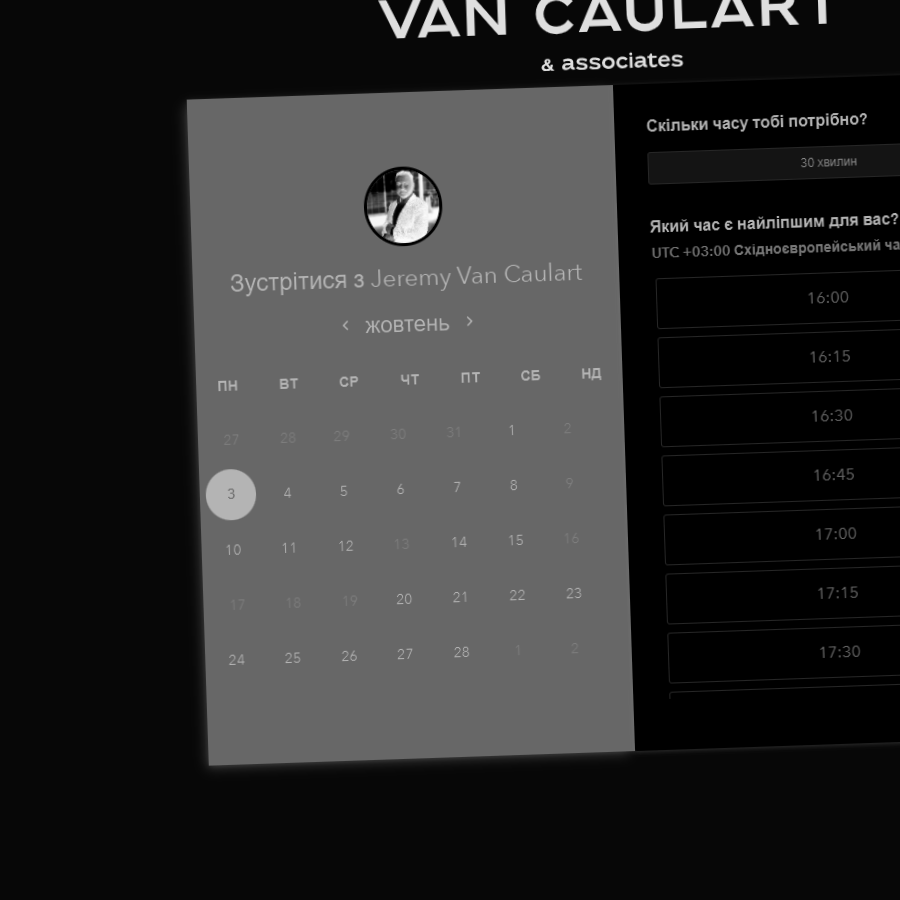 VAN CAULART
& associates
Зустрітися з Jeremy Van Caulart
‹ жовтень ›
ПН ВТ СР ЧТ ПТ СБ НД
27 28 29 30 31 1 2
3 4 5 6 7 8 9
10 11 12 13 14 15 16
17 18 19 20 21 22 23
24 25 26 27 28 1 2
Скільки часу тобі потрібно?
30 хвилин
Який час є найліпшим для вас?
UTC +03:00 Східноєвропейський ча
16:00
16:15
16:30
16:45
17:00
17:15
17:30